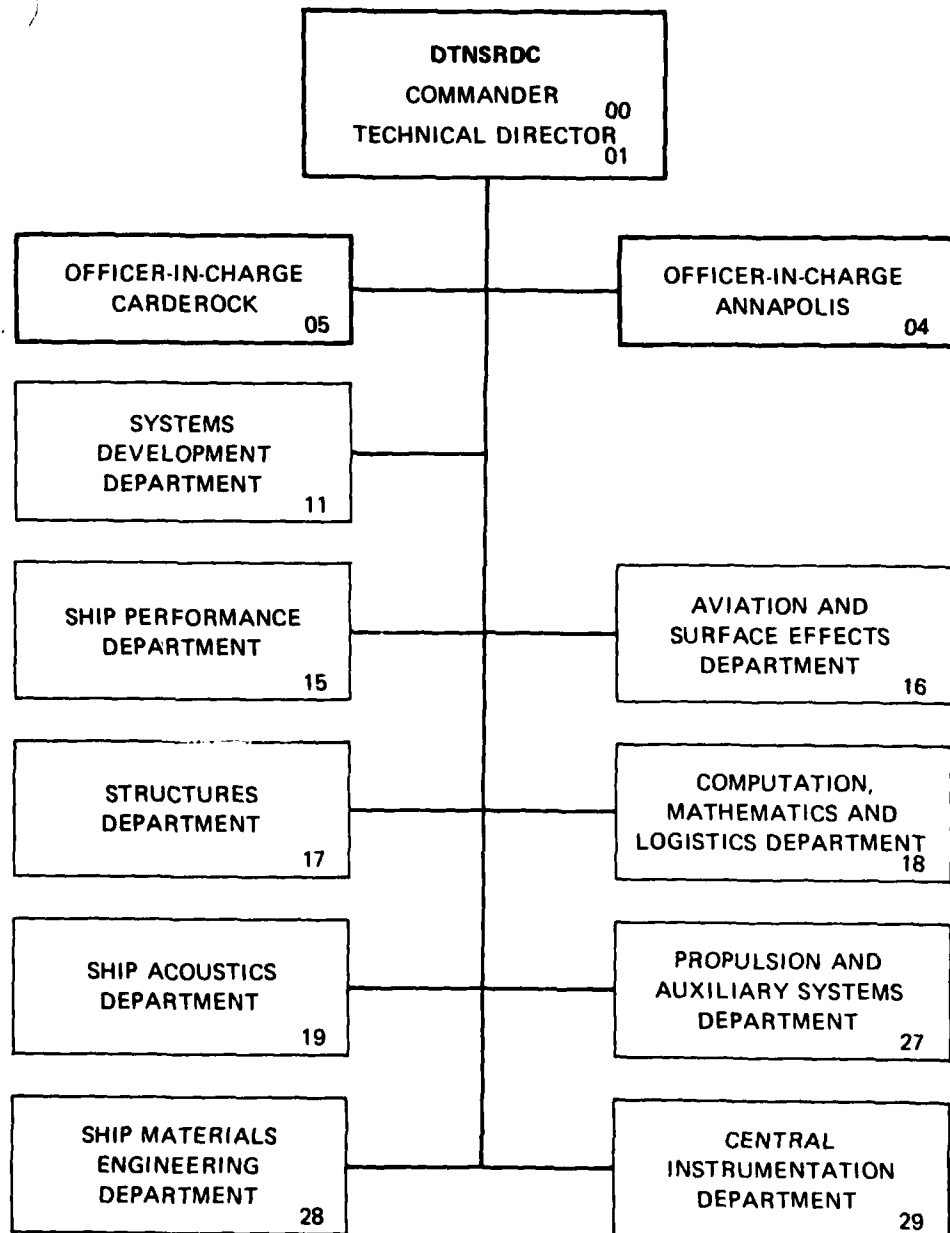 DTNSRDC
COMMANDER 00
TECHNICAL DIRECTOR
01
OFFICER-IN-CHARGE
CARDEROCK
05
OFFICER-IN-CHARGE
ANNAPOLIS
04
SYSTEMS
DEVELOPMENT
DEPARTMENT
11
SHIP PERFORMANCE
DEPARTMENT
15
AVIATION AND
SURFACE EFFECTS
DEPARTMENT
16
STRUCTURES
DEPARTMENT
17
COMPUTATION,
MATHEMATICS AND
LOGISTICS DEPARTMENT
18
SHIP ACOUSTICS
DEPARTMENT
19
PROPULSION AND
AUXILIARY SYSTEMS
DEPARTMENT
27
SHIP MATERIALS
ENGINEERING
DEPARTMENT
28
CENTRAL
INSTRUMENTATION
DEPARTMENT
29